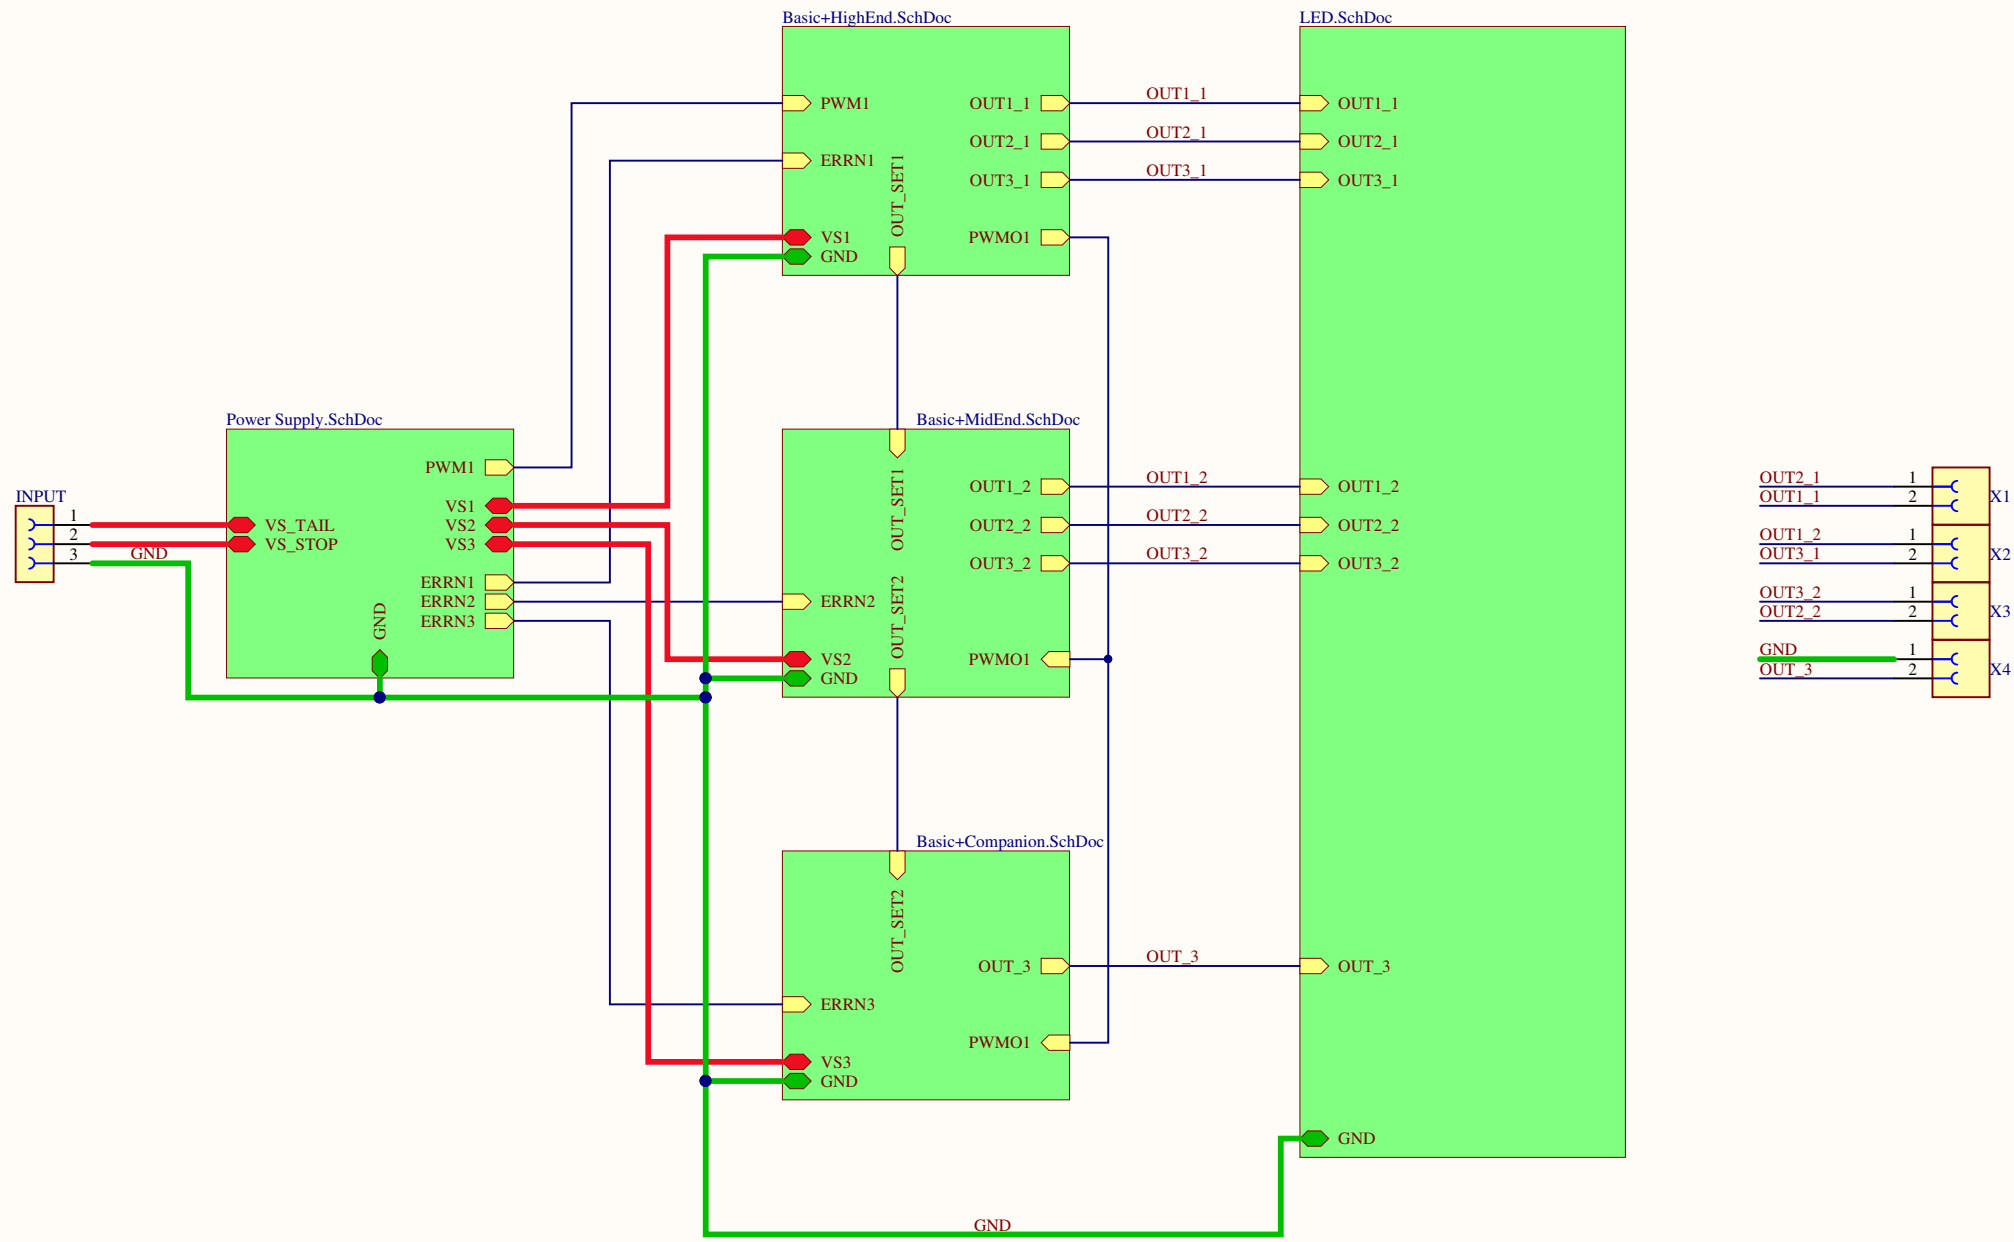 Basic+HighEnd.SchDoc
PWM1
ERRN1
VS1
GND
OUT_SET1
OUT1_1
OUT2_1
OUT3_1
PWMO1
OUT1_1
OUT2_1
OUT3_1
LED.SchDoc
OUT1_1
OUT2_1
OUT3_1
OUT1_2
OUT2_2
OUT3_2
OUT_3
GND
INPUT
1
2
3
GND
Power Supply.SchDoc
VS_TAIL
VS_STOP
GND
PWM1
VS1
VS2
VS3
ERRN1
ERRN2
ERRN3
Basic+MidEnd.SchDoc
OUT_SET1
OUT_SET2
ERRN2
VS2
GND
OUT1_2
OUT2_2
OUT3_2
PWMO1
OUT1_2
OUT2_2
OUT3_2
Basic+Companion.SchDoc
OUT_SET2
ERRN3
VS3
GND
OUT_3
PWMO1
OUT_3
GND
OUT2_1 1
OUT1_1 2
X1
OUT1_2 1
OUT3_1 2
X2
OUT3_2 1
OUT2_2 2
X3
GND 1
OUT_3 2
X4